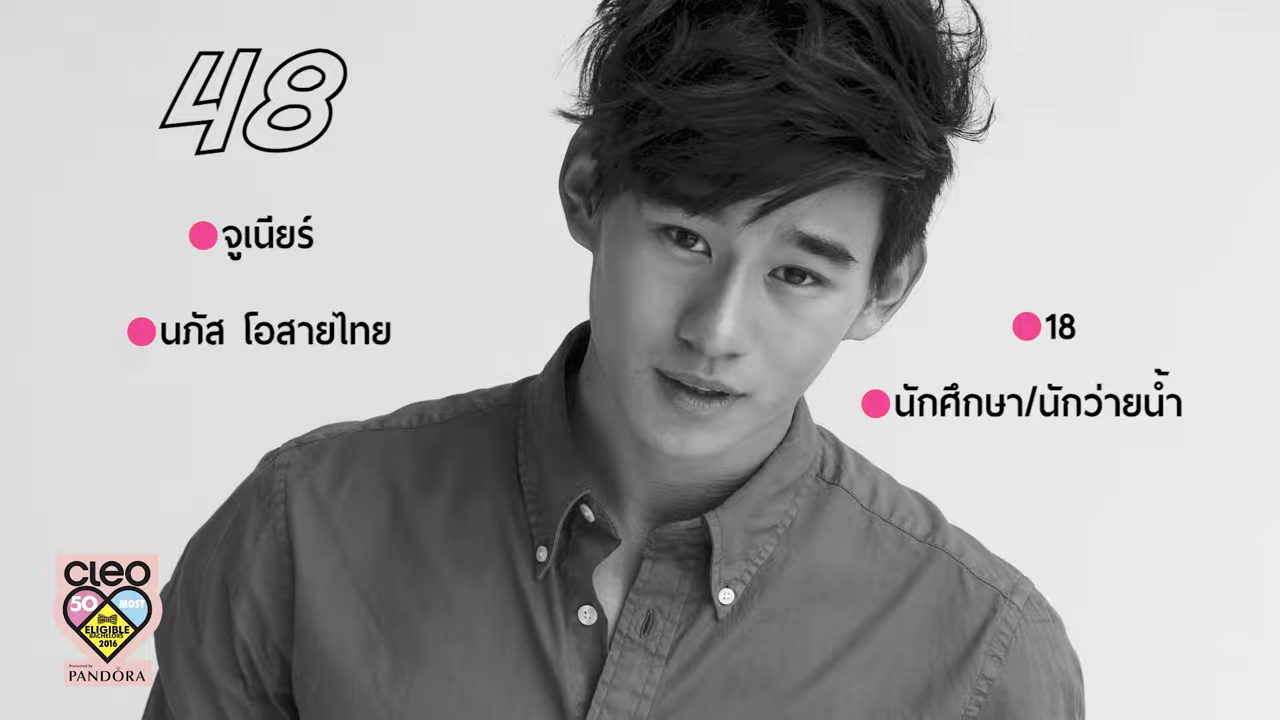 48
จูเนียร์
นภัส โอสายไทย
18
นักศึกษา/นักว่ายน้ำ
CLEO
50 MOST
ELIGIBLE
BACHELORS
2016
Presented by
PANDÖRA